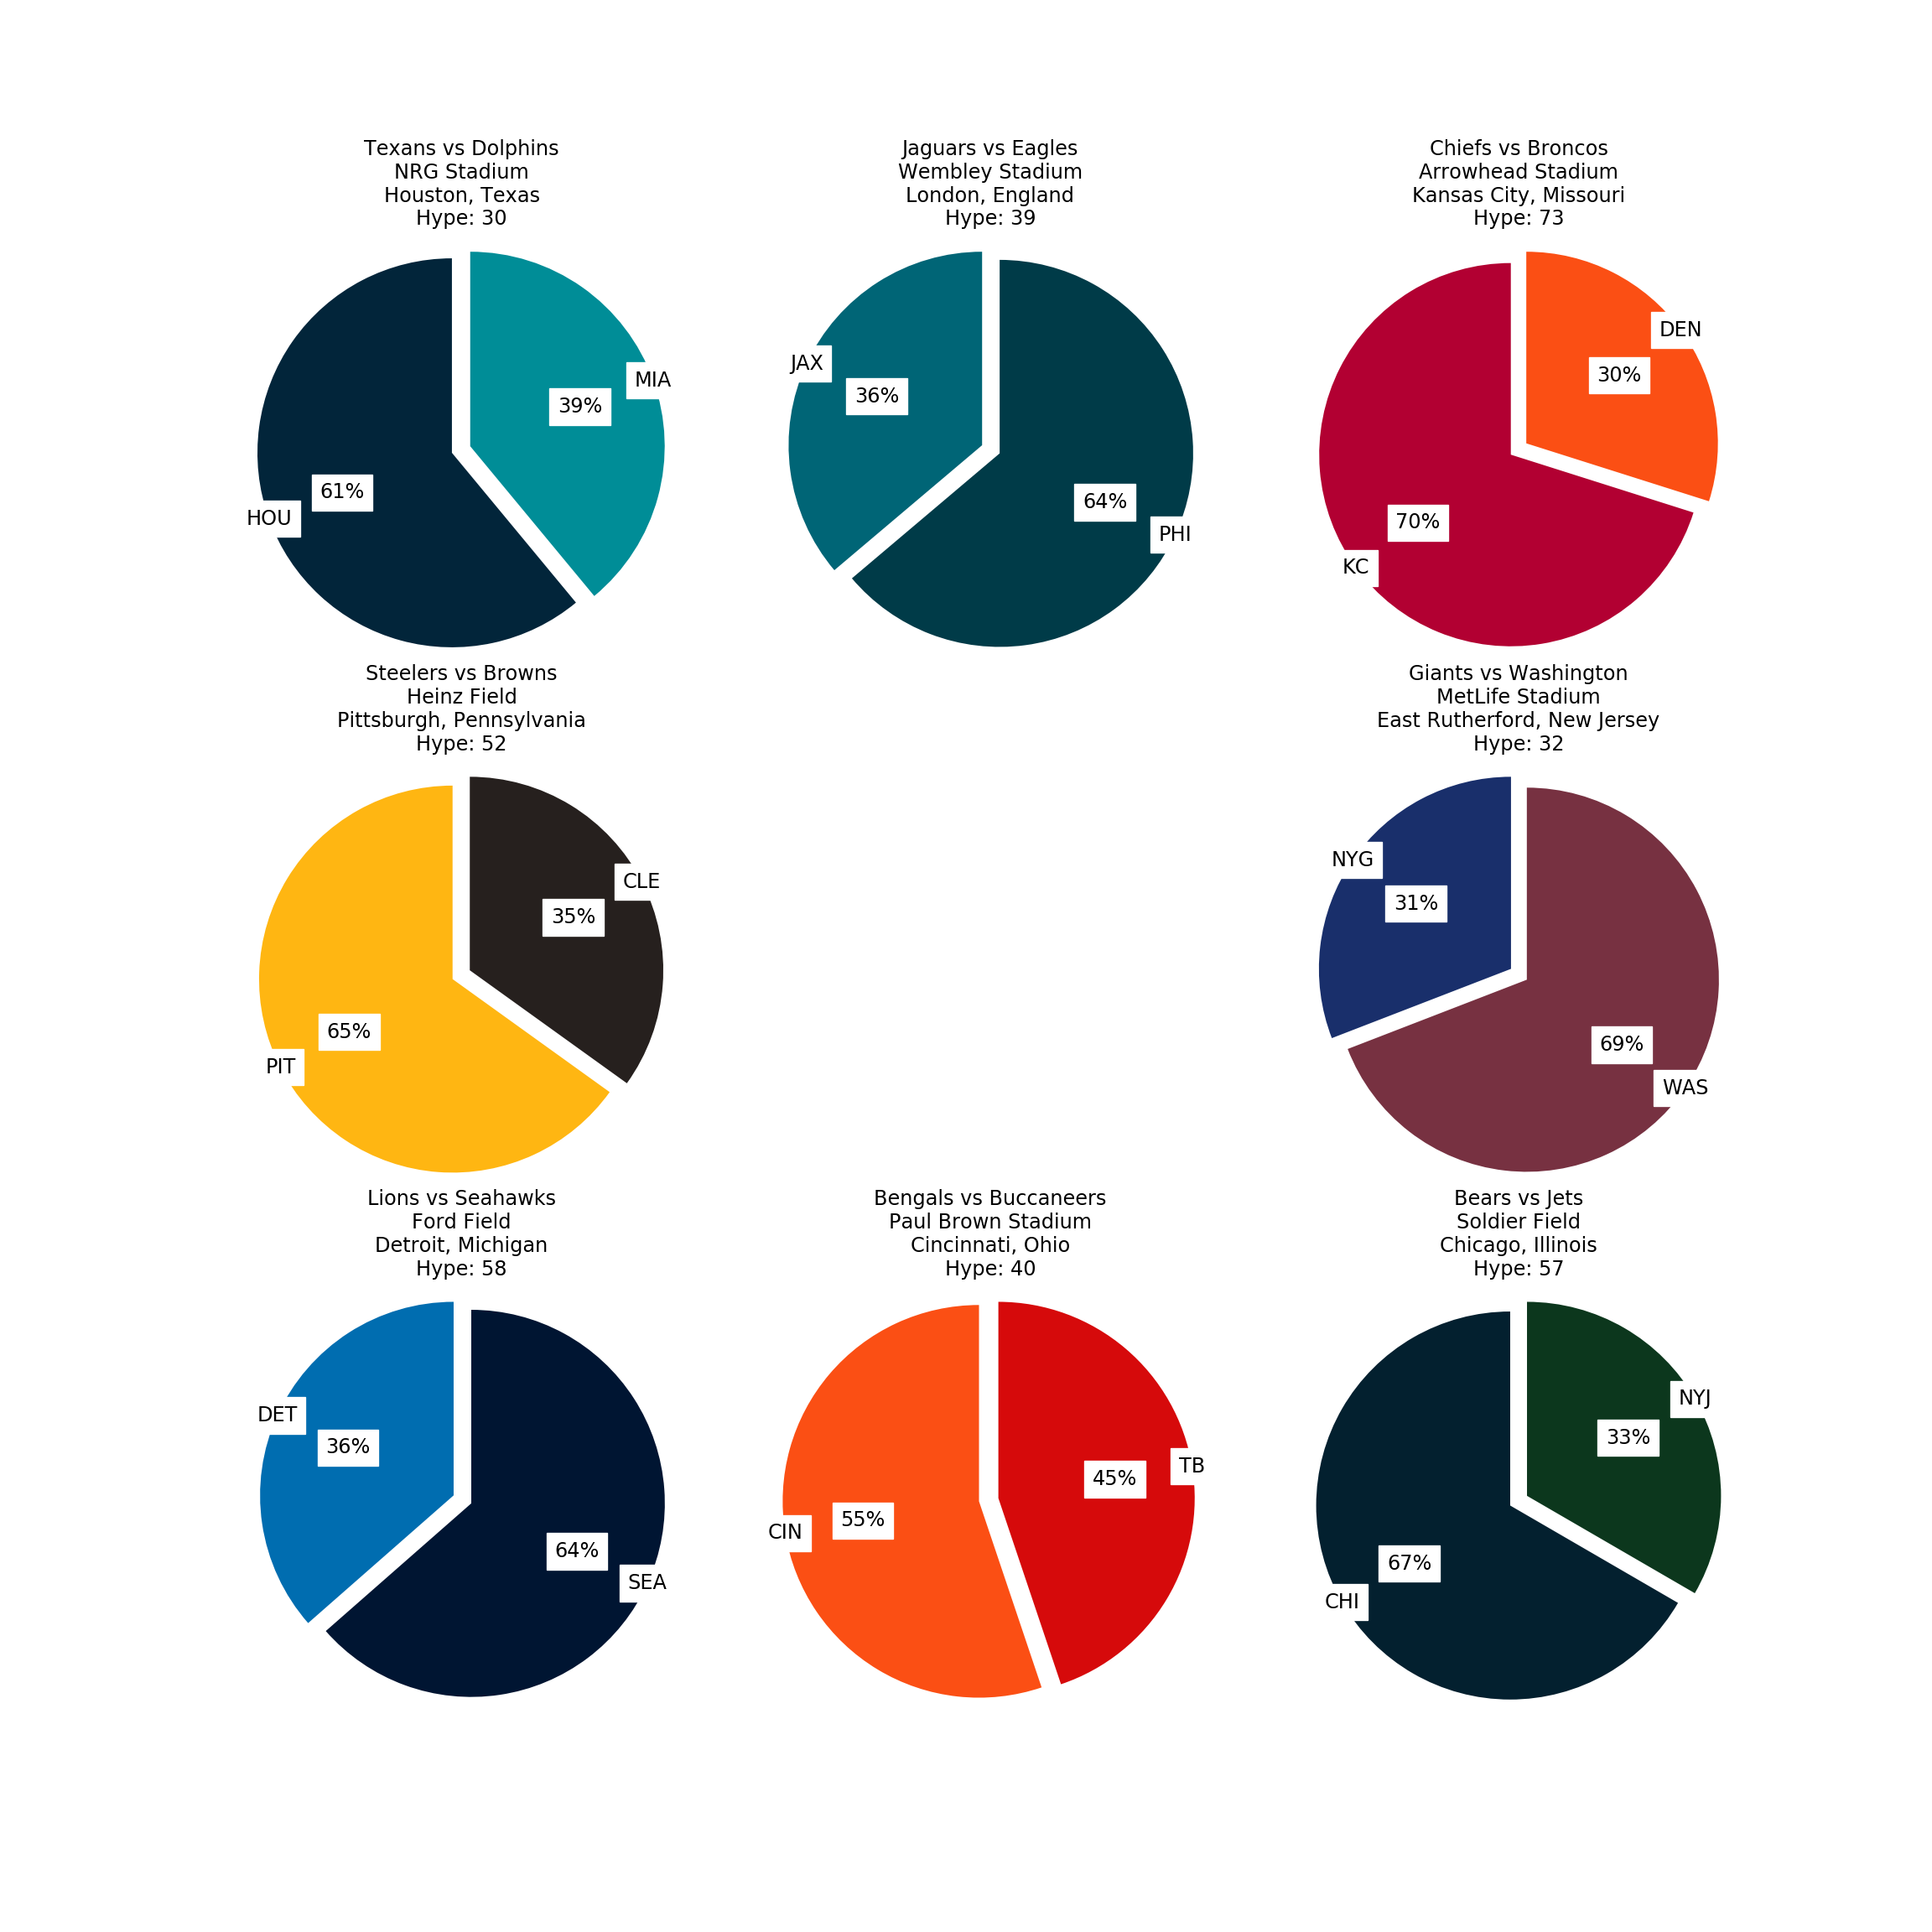 Texans vs Dolphins
NRG Stadium
Houston, Texas
Hype: 30
MIA
39%
61%
HOU
Jaguars vs Eagles
Wembley Stadium
London, England
Hype: 39
JAX
36%
64%
PHI
Chiefs vs Broncos
Arrowhead Stadium
Kansas City, Missouri
Hype: 73
DEN
30%
70%
KC
Steelers vs Browns
Heinz Field
Pittsburgh, Pennsylvania
Hype: 52
CLE
35%
65%
PIT
Giants vs Washington
MetLife Stadium
East Rutherford, New Jersey
Hype: 32
NYG
31%
69%
WAS
Lions vs Seahawks
Ford Field
Detroit, Michigan
Hype: 58
DET
36%
64%
SEA
Bengals vs Buccaneers
Paul Brown Stadium
Cincinnati, Ohio
Hype: 40
TB
45%
55%
CIN
Bears vs Jets
Soldier Field
Chicago, Illinois
Hype: 57
NYJ
33%
67%
CHI